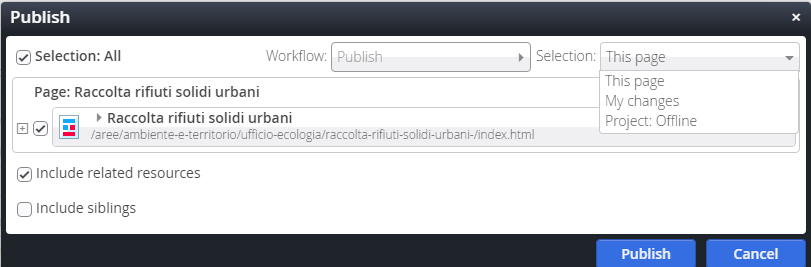 Publish
Selection: All Workflow: Publish Selection: This page
This page
My changes
Project: Offline
Page: Raccolta rifiuti solidi urbani
Raccolta rifiuti solidi urbani
/aree/ambiente-e-territorio/ufficio-ecologia/raccolta-rifiuti-solidi-urbani-/index.html
Include related resources
Include siblings
Publish Cancel